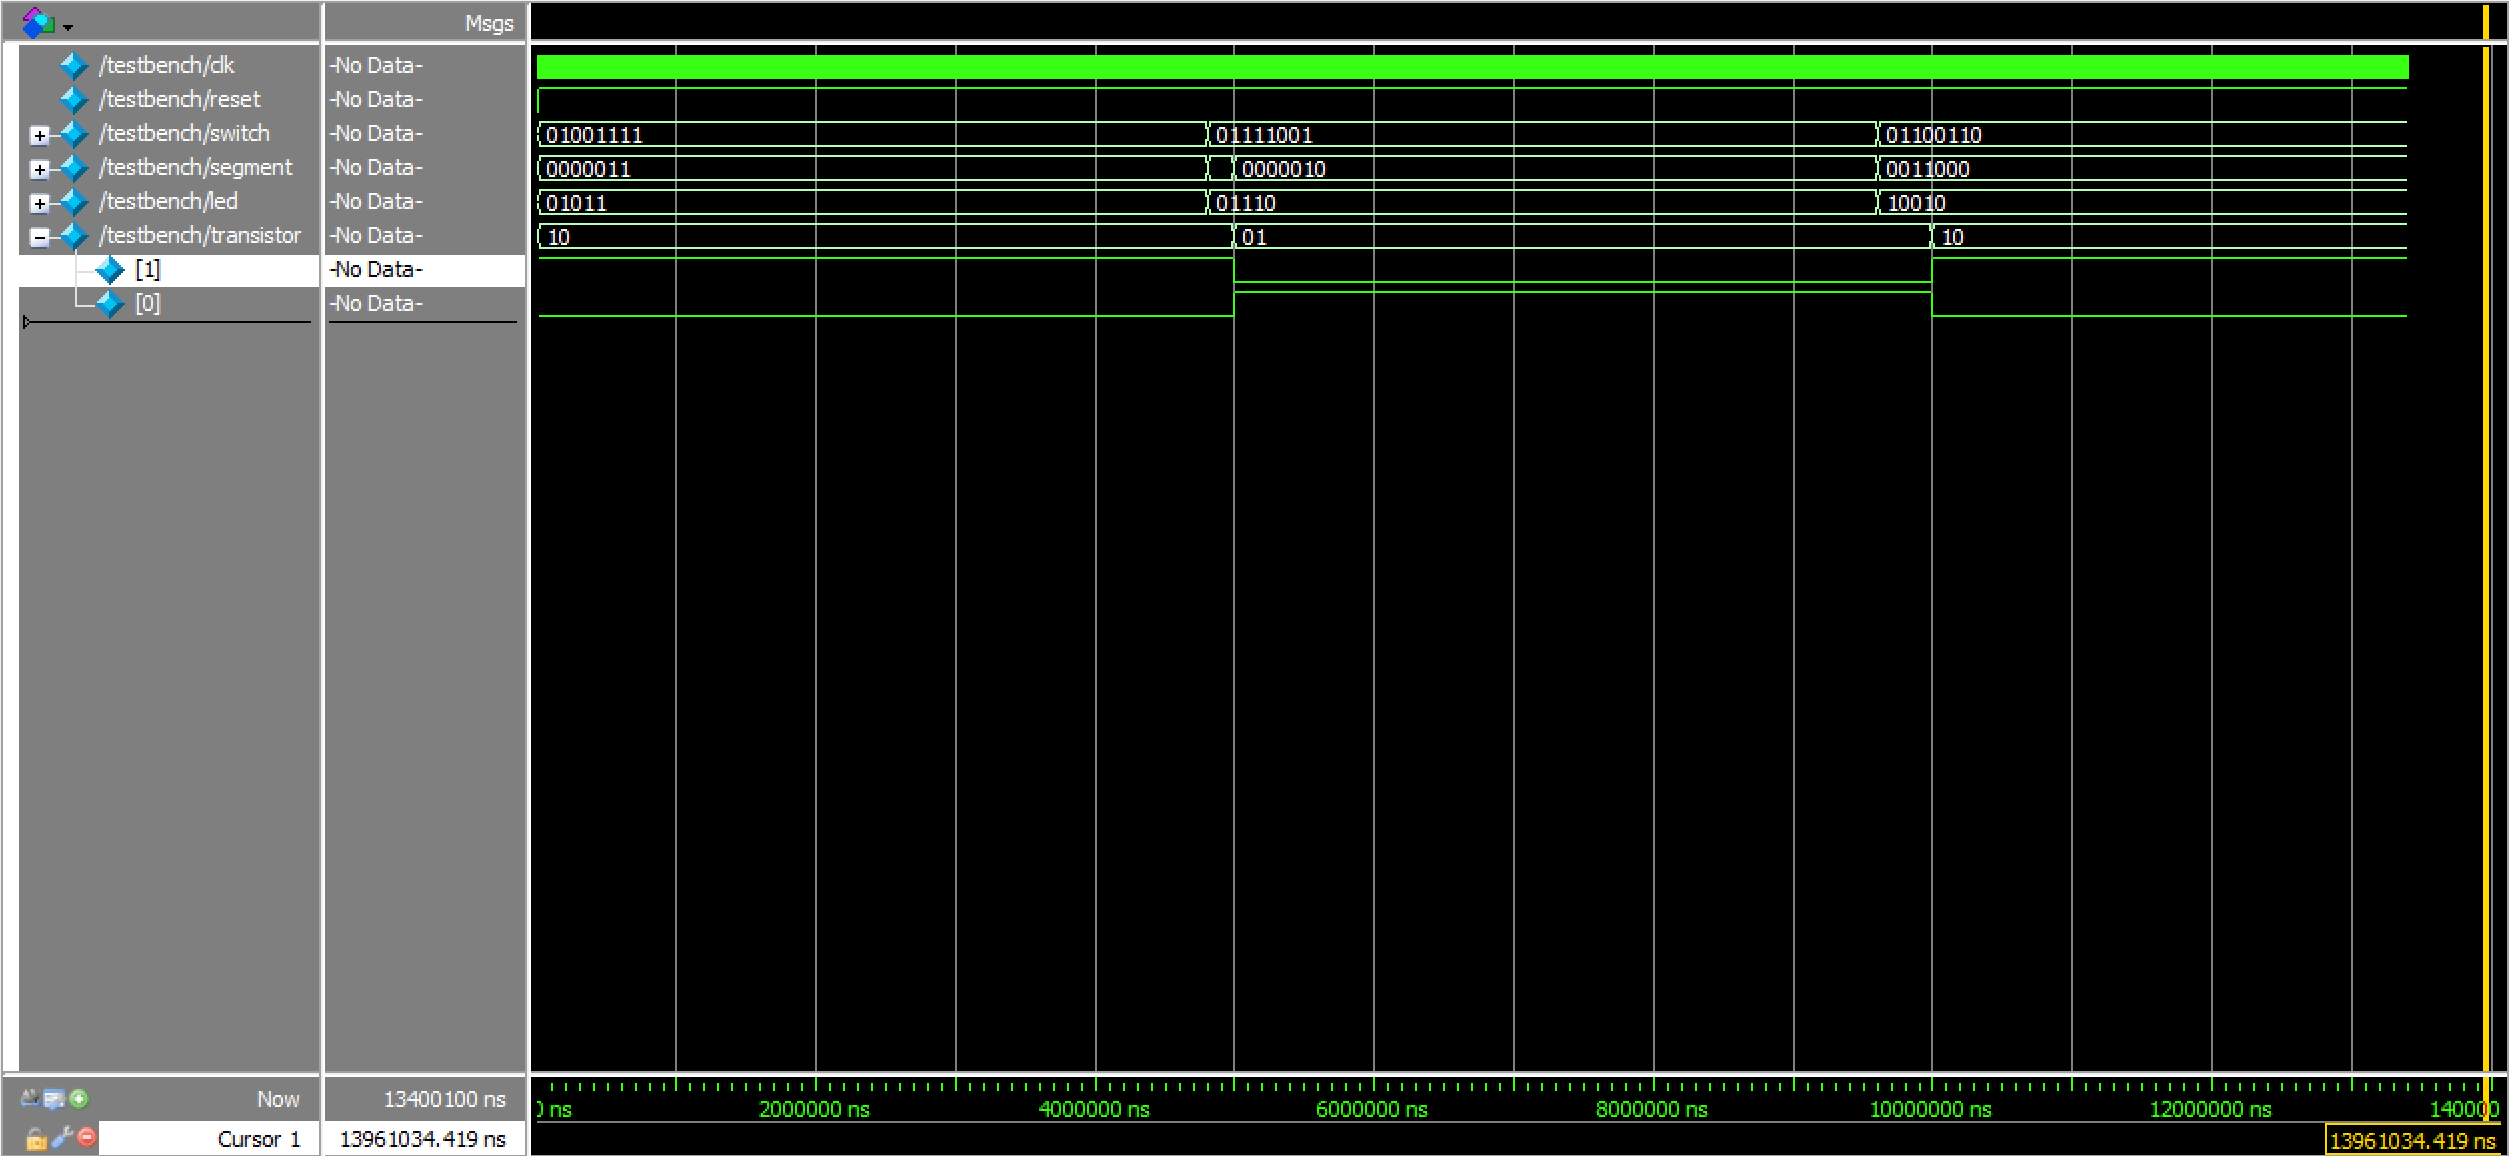 Msgs
/testbench/clk -No Data-
/testbench/reset -No Data-
/testbench/switch -No Data- 01001111 01111001 01100110
/testbench/segment -No Data- 0000011 0000010 0011000
/testbench/led -No Data- 01011 01110 10010
/testbench/transistor -No Data- 10 01 10
[1] -No Data-
[0] -No Data-
Now 13400100 ns
0 ns 2000000 ns 4000000 ns 6000000 ns 8000000 ns 10000000 ns 12000000 ns 140000
Cursor 1 13961034.419 ns 13961034.419 ns